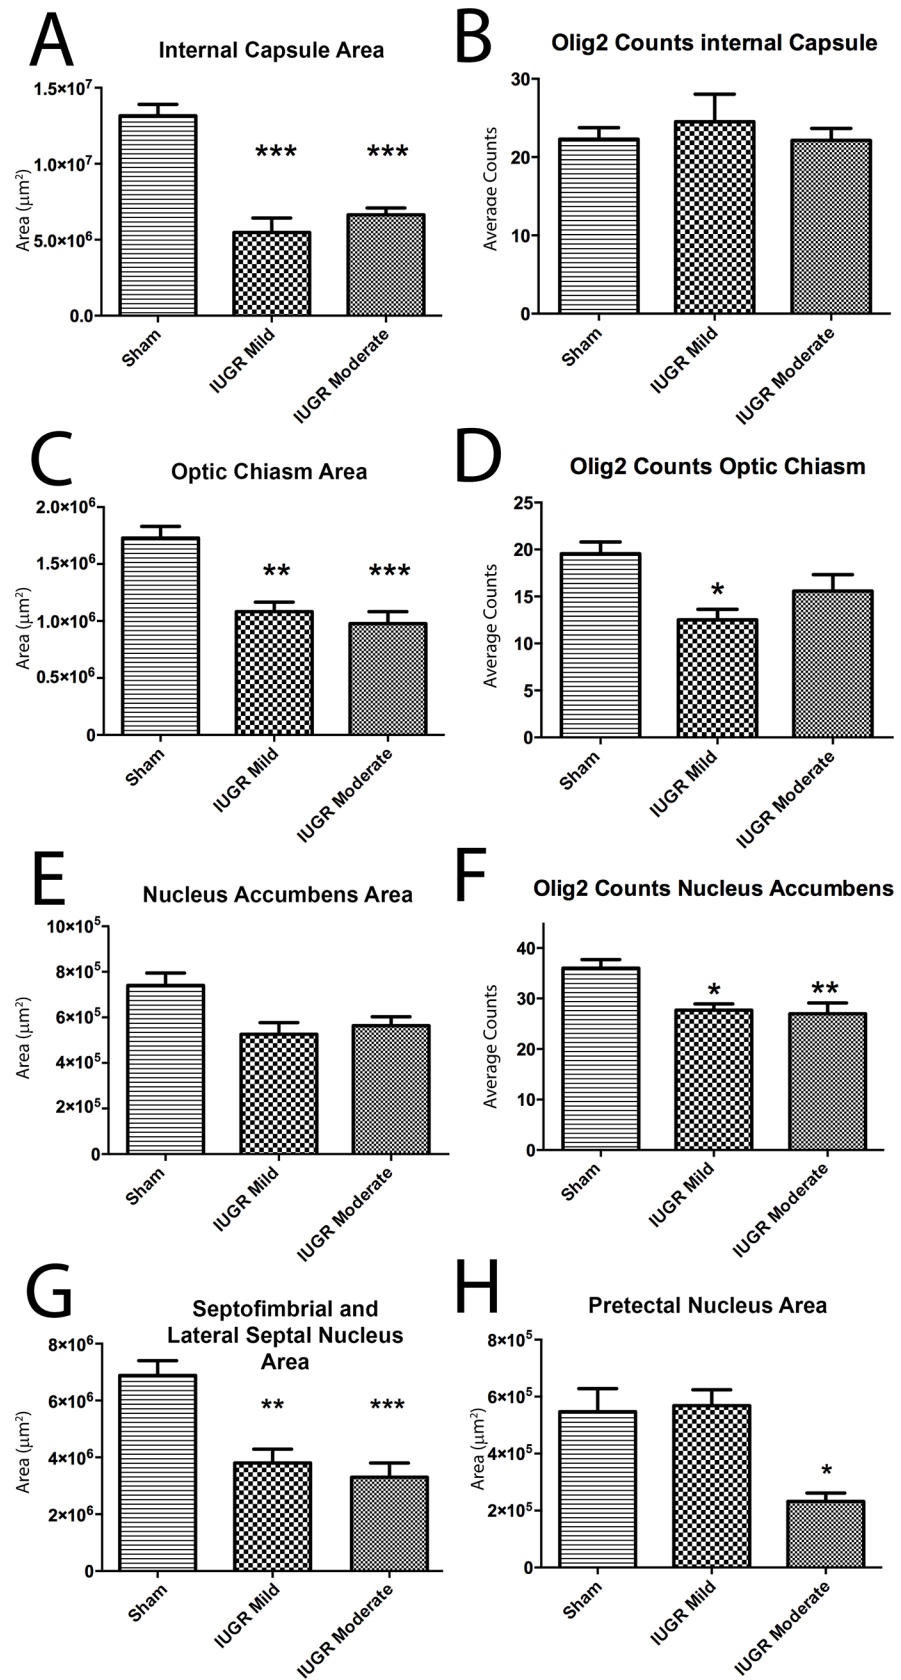 A
Internal Capsule Area
1.5×10⁷
1.0×10⁷
5.0×10⁶
0.0
Area (µm²)
***
***
Sham
IUGR Mild
IUGR Moderate
B
Olig2 Counts internal Capsule
30
20
10
0
Average Counts
Sham
IUGR Mild
IUGR Moderate
C
Optic Chiasm Area
2.0×10⁶
1.5×10⁶
1.0×10⁶
0.5×10⁶
0
Area (µm²)
**
***
Sham
IUGR Mild
IUGR Moderate
D
Olig2 Counts Optic Chiasm
25
20
15
10
5
0
Average Counts
*
Sham
IUGR Mild
IUGR Moderate
E
Nucleus Accumbens Area
10×10⁵
8×10⁵
6×10⁵
4×10⁵
2×10⁵
0
Area (µm²)
Sham
IUGR Mild
IUGR Moderate
F
Olig2 Counts Nucleus Accumbens
40
30
20
10
0
Average Counts
*
**
Sham
IUGR Mild
IUGR Moderate
G
Septofimbrial and
Lateral Septal Nucleus
Area
8×10⁶
6×10⁶
4×10⁶
2×10⁶
0
Area (µm²)
**
***
Sham
IUGR Mild
IUGR Moderate
H
Pretectal Nucleus Area
8×10⁵
6×10⁵
4×10⁵
2×10⁵
0
Area (µm²)
*
Sham
IUGR Mild
IUGR Moderate